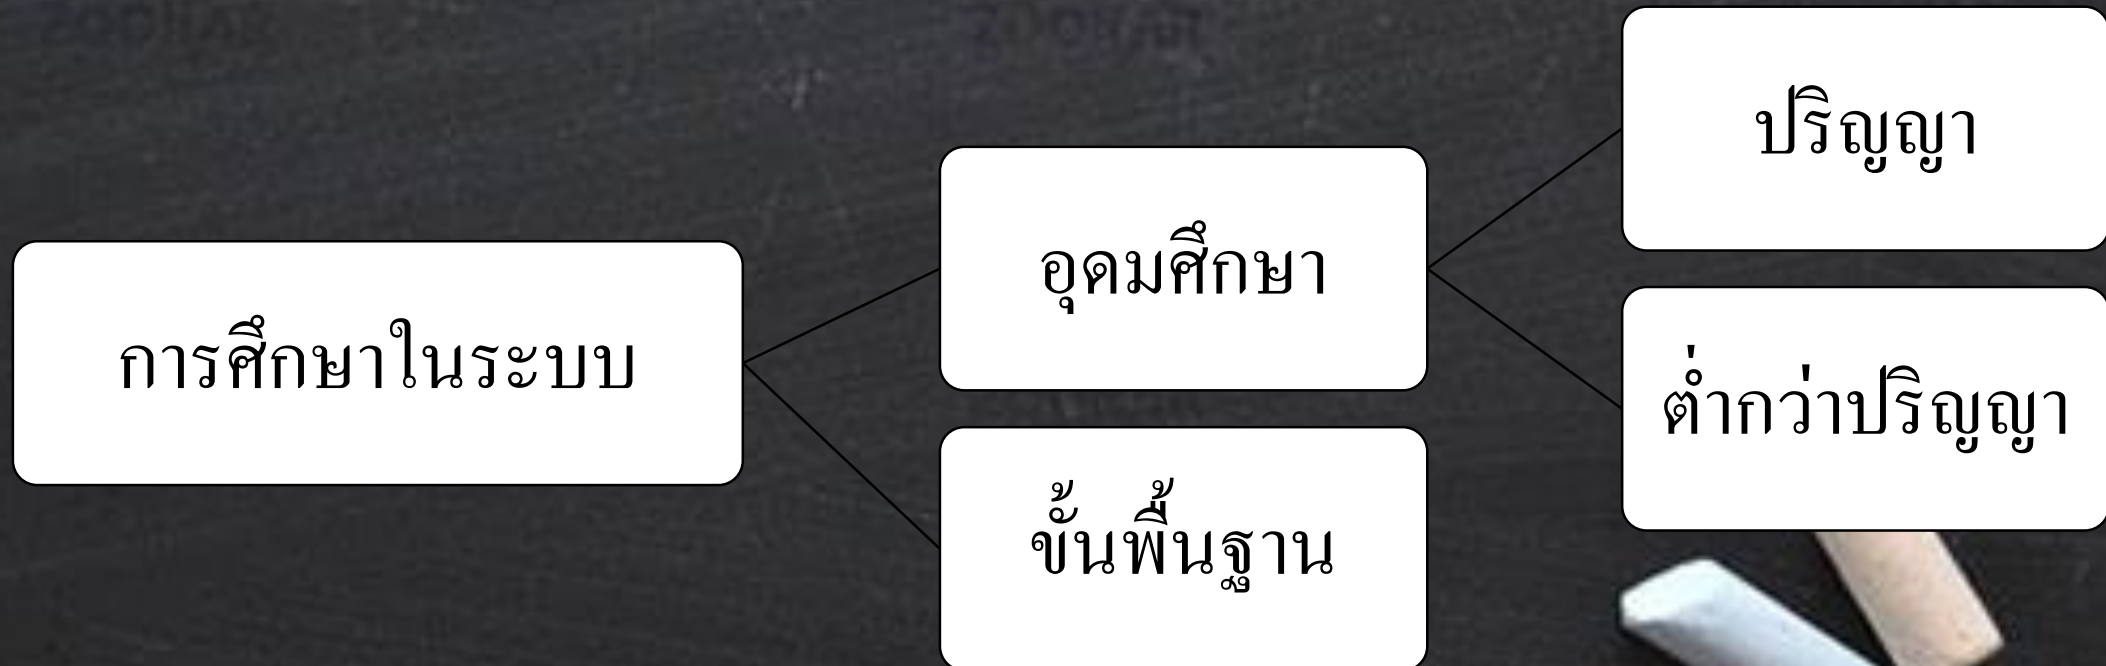 การศึกษาในระบบ
อุดมศึกษา
ปริญญา
ต่ำกว่าปริญญา
ขั้นพื้นฐาน